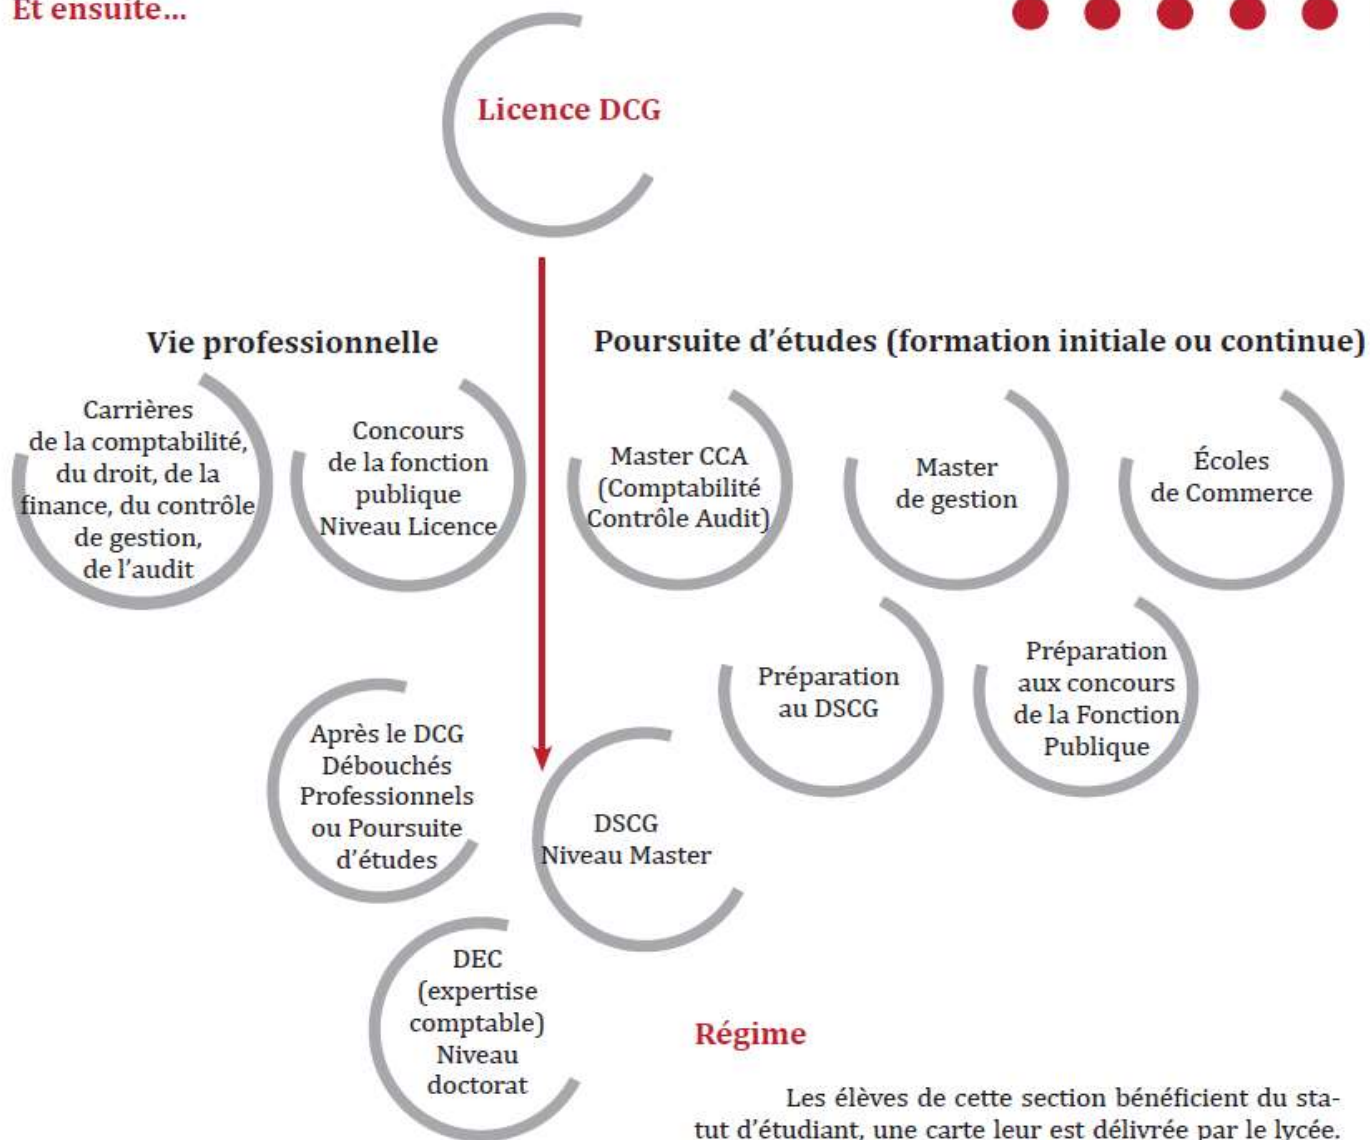 Et ensuite…
Licence DCG
Vie professionnelle
Poursuite d’études (formation initiale ou continue)
Carrières
de la comptabilité,
du droit, de la
finance, du contrôle
de gestion,
de l’audit
Concours
de la fonction
publique
Niveau Licence
Master CCA
(Comptabilité
Contrôle Audit)
Master
de gestion
Écoles
de Commerce
Préparation
au DSCG
Préparation
aux concours
de la Fonction
Publique
Après le DCG
Débouchés
Professionnels
ou Poursuite
d’études
DSCG
Niveau Master
DEC
(expertise
comptable)
Niveau
doctorat
Régime
Les élèves de cette section bénéficient du sta-
tut d’étudiant, une carte leur est délivrée par le lycée.